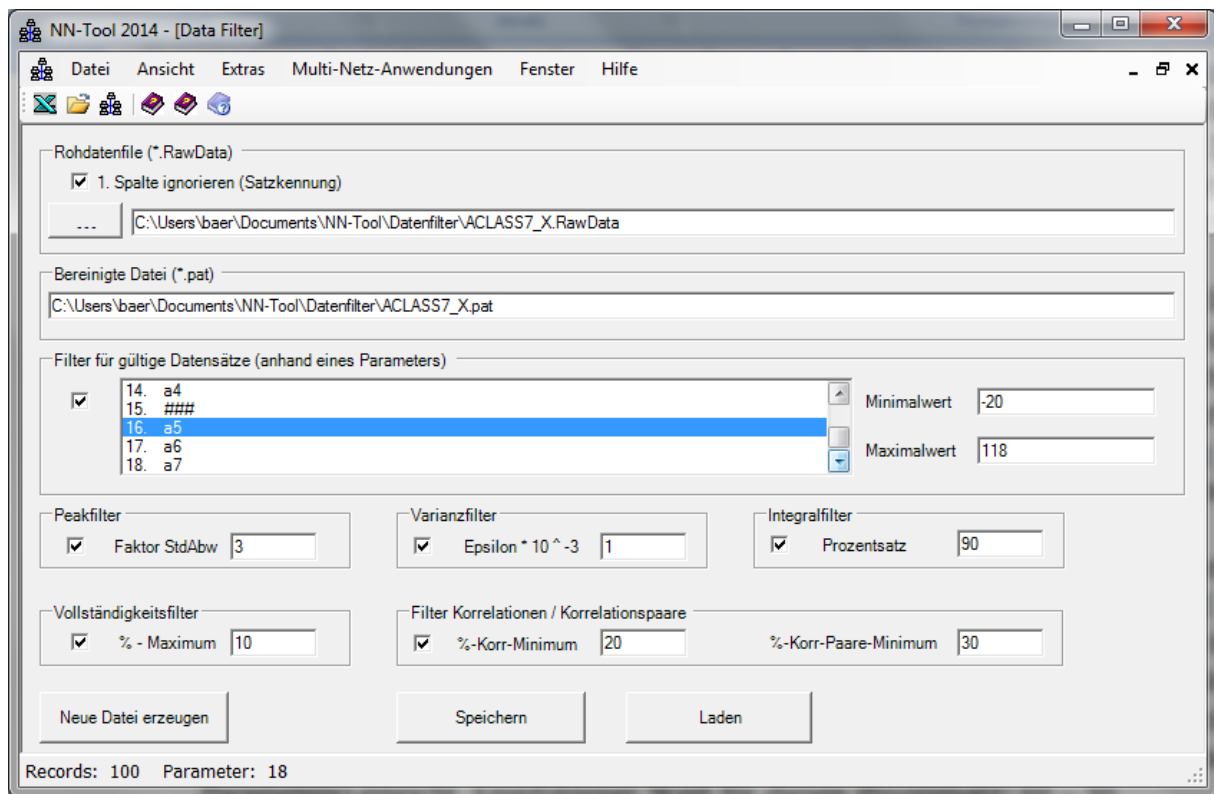 NN-Tool 2014 - [Data Filter]
Datei Ansicht Extras Multi-Netz-Anwendungen Fenster Hilfe
Rohdatenfile (*.RawData)
1. Spalte ignorieren (Satzkennung)
... C:\Users\baer\Documents\NN-Tool\Datenfilter\ACLASS7_X.RawData
Bereinigte Datei (*.pat)
C:\Users\baer\Documents\NN-Tool\Datenfilter\ACLASS7_X.pat
Filter für gültige Datensätze (anhand eines Parameters)
14. a4
15. ###
16. a5
17. a6
18. a7
Minimalwert -20
Maximalwert 118
Peakfilter
Faktor StdAbw 3
Varianzfilter
Epsilon * 10 ^ -3 1
Integralfilter
Prozentsatz 90
Vollständigkeitsfilter
% - Maximum 10
Filter Korrelationen / Korrelationspaare
%-Korr-Minimum 20 %-Korr-Paare-Minimum 30
Neue Datei erzeugen Speichern Laden
Records: 100 Parameter: 18